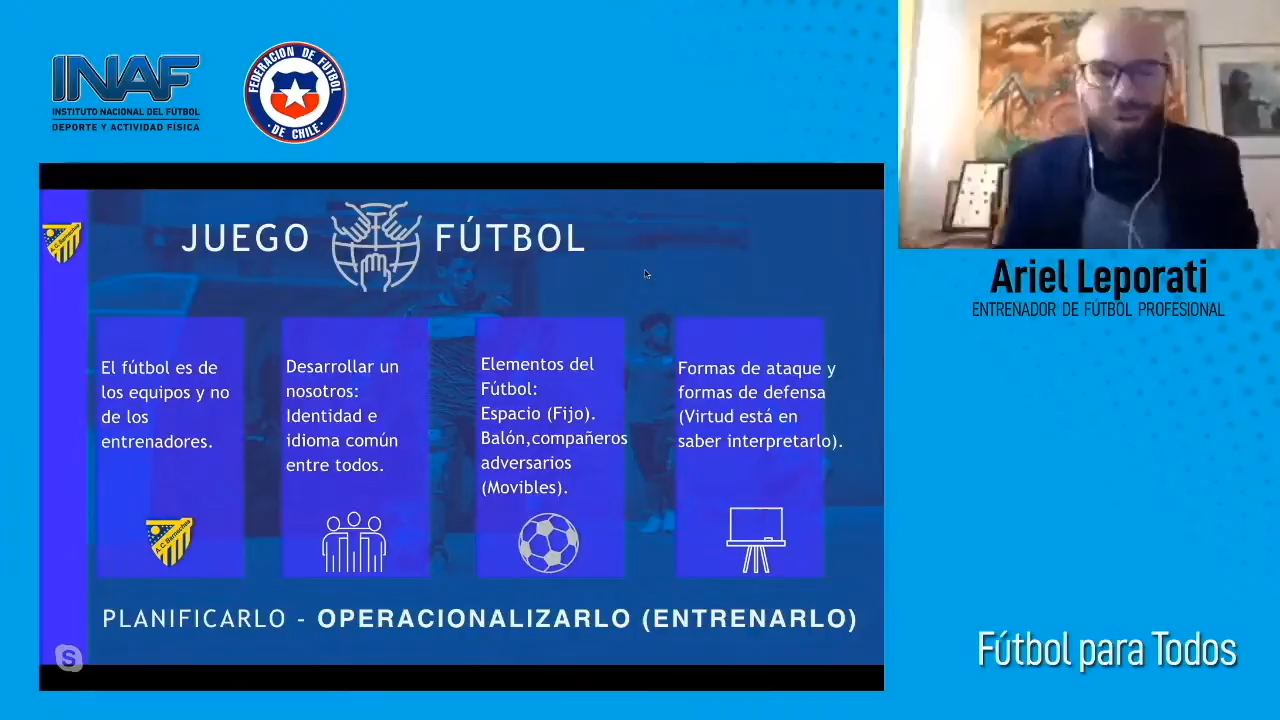 INAF
INSTITUTO NACIONAL DEL FÚTBOL
DEPORTE Y ACTIVIDAD FÍSICA
FEDERACION DE FUTBOL
· DE CHILE ·
JUEGO FÚTBOL
El fútbol es de
los equipos y no
de los
entrenadores.
Desarrollar un
nosotros:
Identidad e
idioma común
entre todos.
Elementos del
Fútbol:
Espacio (Fijo).
Balón,compañeros
adversarios
(Movibles).
Formas de ataque y
formas de defensa
(Virtud está en
saber interpretarlo).
PLANIFICARLO - OPERACIONALIZARLO (ENTRENARLO)
S
Ariel Leporati
ENTRENADOR DE FÚTBOL PROFESIONAL
Fútbol para Todos